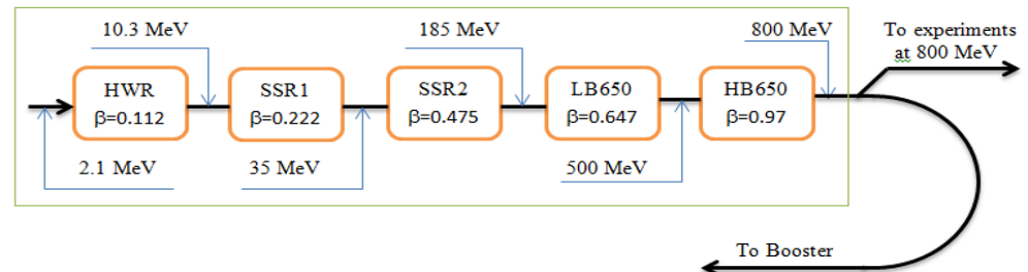 10.3 MeV
185 MeV
800 MeV
To experiments
at 800 MeV
HWR
β=0.112
SSR1
β=0.222
SSR2
β=0.475
LB650
β=0.647
HB650
β=0.97
2.1 MeV
35 MeV
500 MeV
To Booster